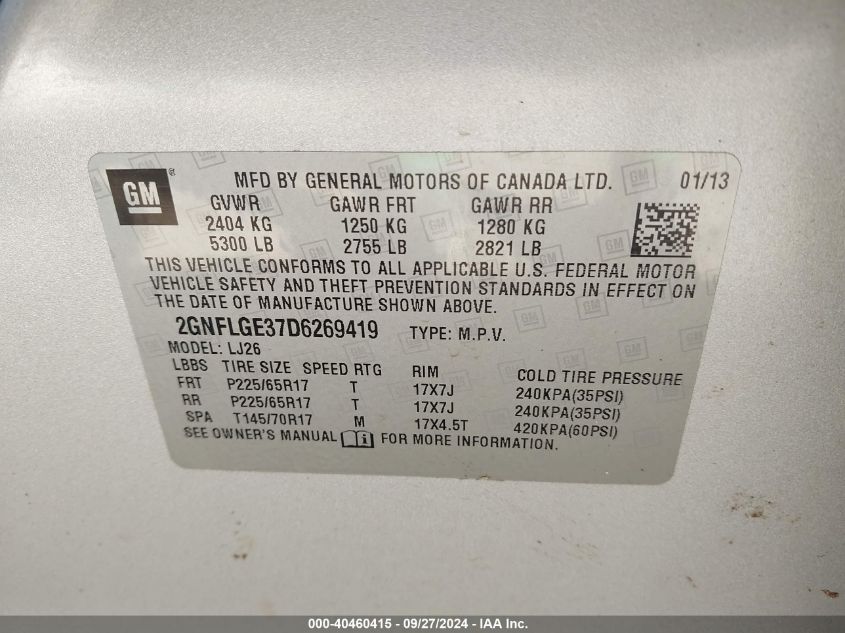 GM ®
MFD BY GENERAL MOTORS OF CANADA LTD. 01/13
GVWR GAWR FRT GAWR RR
2404 KG 1250 KG 1280 KG
5300 LB 2755 LB 2821 LB
THIS VEHICLE CONFORMS TO ALL APPLICABLE U.S. FEDERAL MOTOR
VEHICLE SAFETY AND THEFT PREVENTION STANDARDS IN EFFECT ON
THE DATE OF MANUFACTURE SHOWN ABOVE.
2GNFLGE37D6269419 TYPE: M.P.V.
MODEL: LJ26
LBBS TIRE SIZE SPEED RTG RIM COLD TIRE PRESSURE
FRT P225/65R17 T 17X7J 240KPA(35PSI)
RR P225/65R17 T 17X7J 240KPA(35PSI)
SPA T145/70R17 M 17X4.5T 420KPA(60PSI)
SEE OWNER'S MANUAL i FOR MORE INFORMATION.
000-40460415 - 09/27/2024 - IAA Inc.